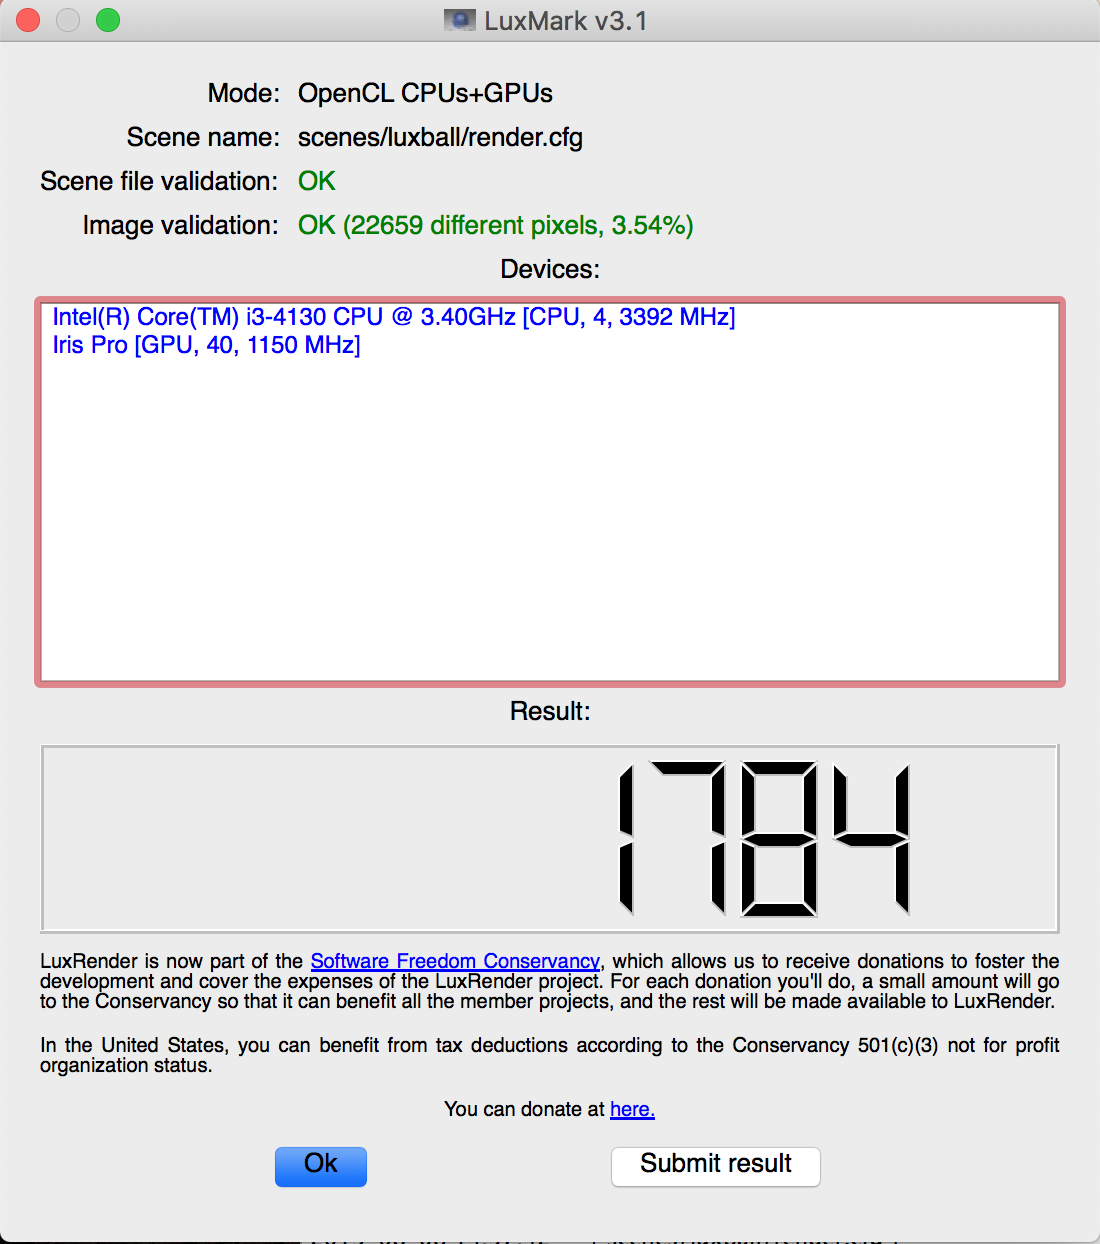 LuxMark v3.1
Mode: OpenCL CPUs+GPUs
Scene name: scenes/luxball/render.cfg
Scene file validation: OK
Image validation: OK (22659 different pixels, 3.54%)
Devices:
Intel(R) Core(TM) i3-4130 CPU @ 3.40GHz [CPU, 4, 3392 MHz]
Iris Pro [GPU, 40, 1150 MHz]
Result:
1784
LuxRender is now part of the Software Freedom Conservancy, which allows us to receive donations to foster the
development and cover the expenses of the LuxRender project. For each donation you'll do, a small amount will go
to the Conservancy so that it can benefit all the member projects, and the rest will be made available to LuxRender.
In the United States, you can benefit from tax deductions according to the Conservancy 501(c)(3) not for profit
organization status.
You can donate at here.
Ok Submit result